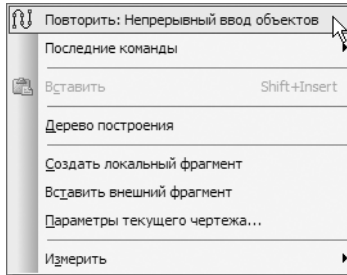 Повторить: Непрерывный ввод объектов
Последние команды
Вставить Shift+Insert
Дерево построения
Создать локальный фрагмент
Вставить внешний фрагмент
Параметры текущего чертежа...
Измерить